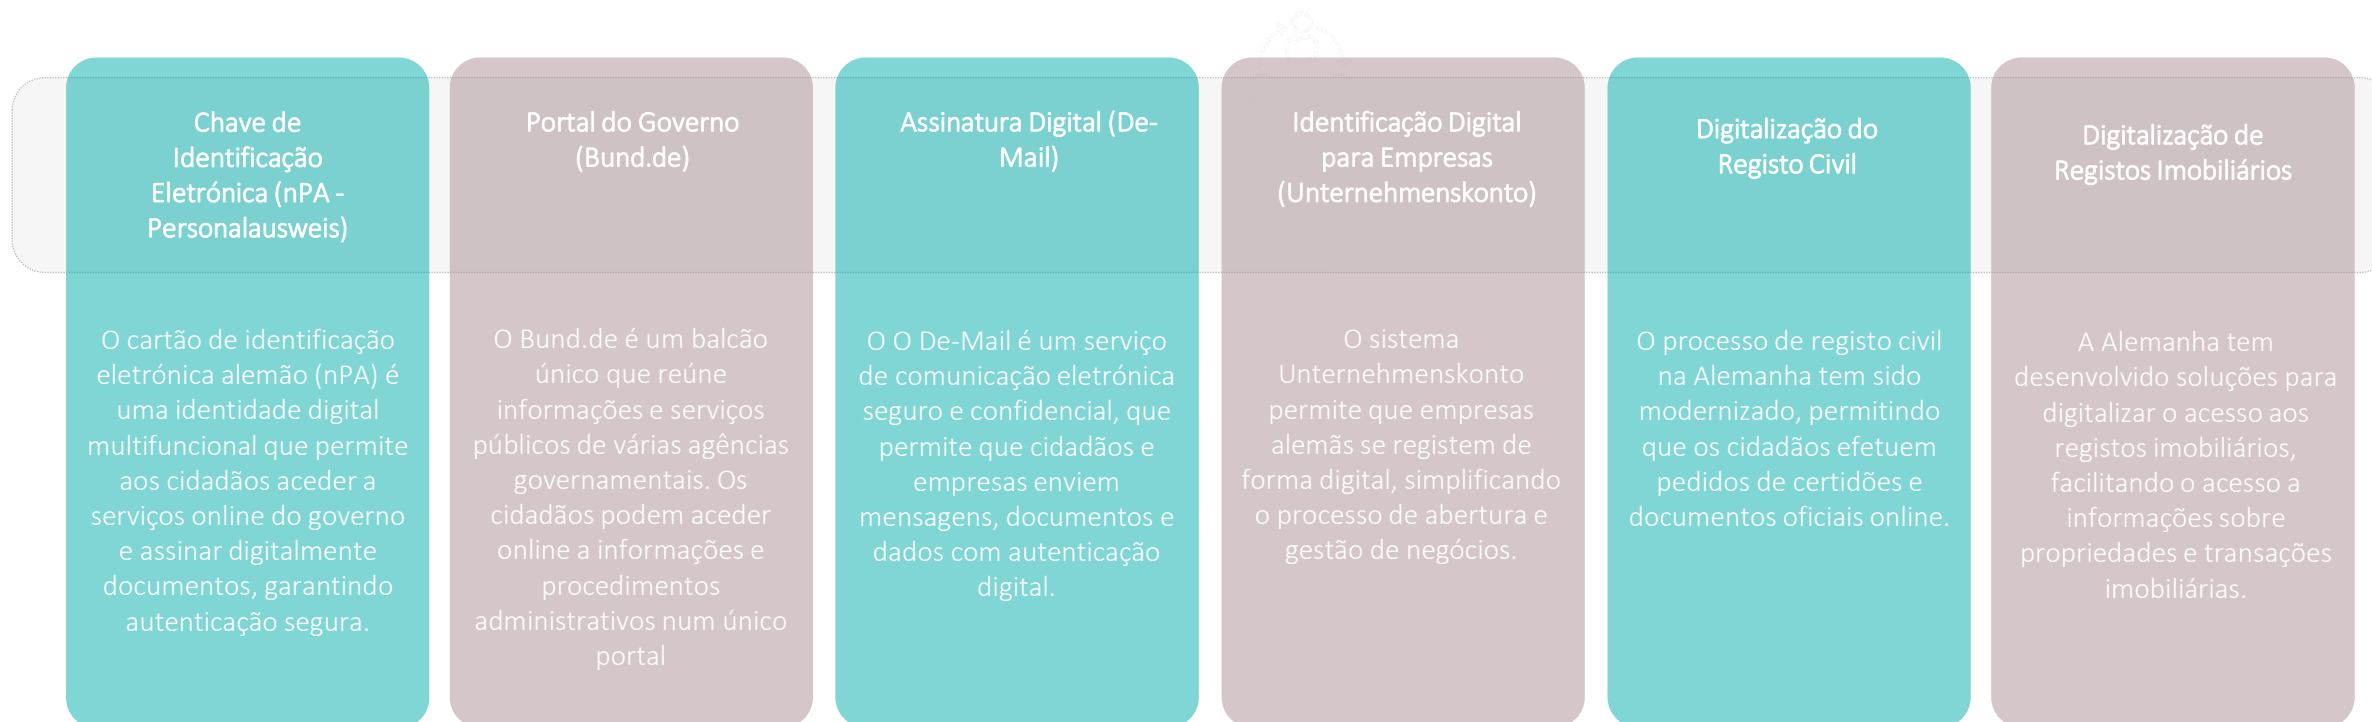 Chave de
Identificação
Eletrónica (nPA -
Personalausweis)
O cartão de identificação
eletrónica alemão (nPA) é
uma identidade digital
multifuncional que permite
aos cidadãos aceder a
serviços online do governo
e assinar digitalmente
documentos, garantindo
autenticação segura.
Portal do Governo
(Bund.de)
O Bund.de é um balcão
único que reúne
informações e serviços
públicos de várias agências
governamentais. Os
cidadãos podem aceder
online a informações e
procedimentos
administrativos num único
portal
Assinatura Digital (De-
Mail)
O O De-Mail é um serviço
de comunicação eletrónica
seguro e confidencial, que
permite que cidadãos e
empresas enviem
mensagens, documentos e
dados com autenticação
digital.
Identificação Digital
para Empresas
(Unternehmenskonto)
O sistema
Unternehmenskonto
permite que empresas
alemãs se registem de
forma digital, simplificando
o processo de abertura e
gestão de negócios.
Digitalização do
Registo Civil
O processo de registo civil
na Alemanha tem sido
modernizado, permitindo
que os cidadãos efetuem
pedidos de certidões e
documentos oficiais online.
Digitalização de
Registos Imobiliários
A Alemanha tem
desenvolvido soluções para
digitalizar o acesso aos
registos imobiliários,
facilitando o acesso a
informações sobre
propriedades e transações
imobiliárias.